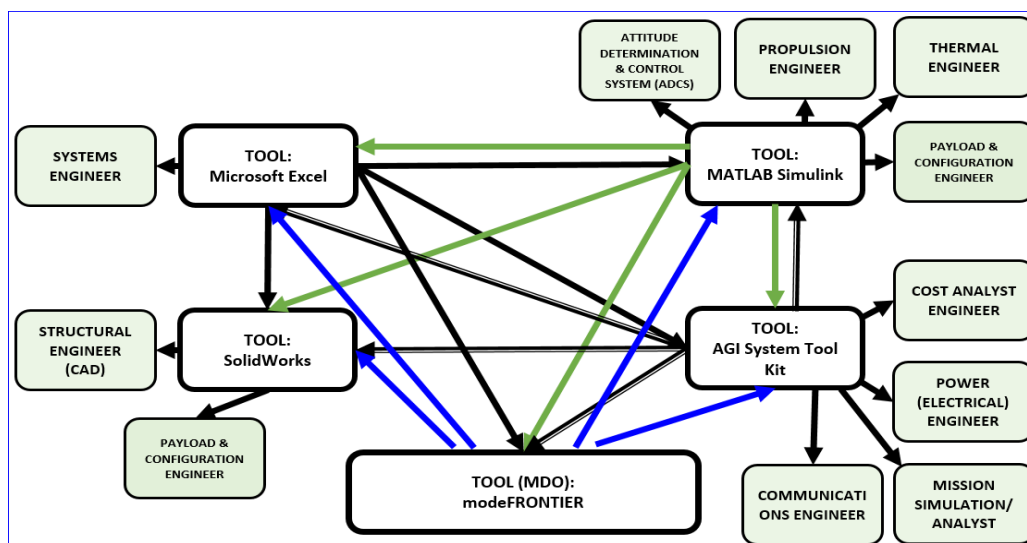 ATTITUDE
DETERMINATION
& CONTROL
SYSTEM (ADCS)
PROPULSION
ENGINEER
THERMAL
ENGINEER
SYSTEMS
ENGINEER
TOOL:
Microsoft Excel
TOOL:
MATLAB Simulink
PAYLOAD &
CONFIGURATION
ENGINEER
STRUCTURAL
ENGINEER
(CAD)
TOOL:
SolidWorks
TOOL:
AGI System Tool
Kit
COST ANALYST
ENGINEER
POWER
(ELECTRICAL)
ENGINEER
PAYLOAD &
CONFIGURATION
ENGINEER
TOOL (MDO):
modeFRONTIER
COMMUNICATI
ONS ENGINEER
MISSION
SIMULATION/
ANALYST